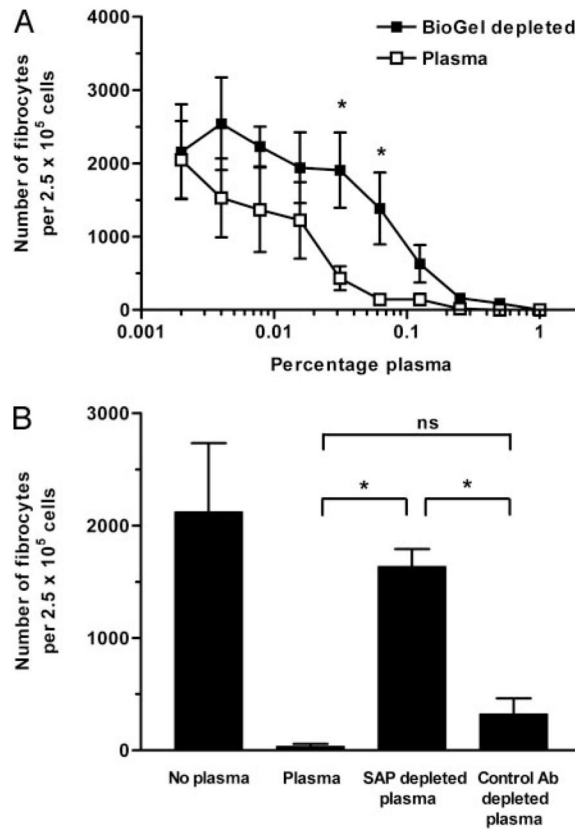 A
BioGel depleted
Plasma
Number of fibrocytes
per 2.5 x 10⁵ cells
4000
3000
2000
1000
0
*
*
0.001
0.01
0.1
1
Percentage plasma
B
Number of fibrocytes
per 2.5 x 10⁵ cells
3000
2000
1000
0
ns
*
*
No plasma
Plasma
SAP depleted
plasma
Control Ab
depleted
plasma